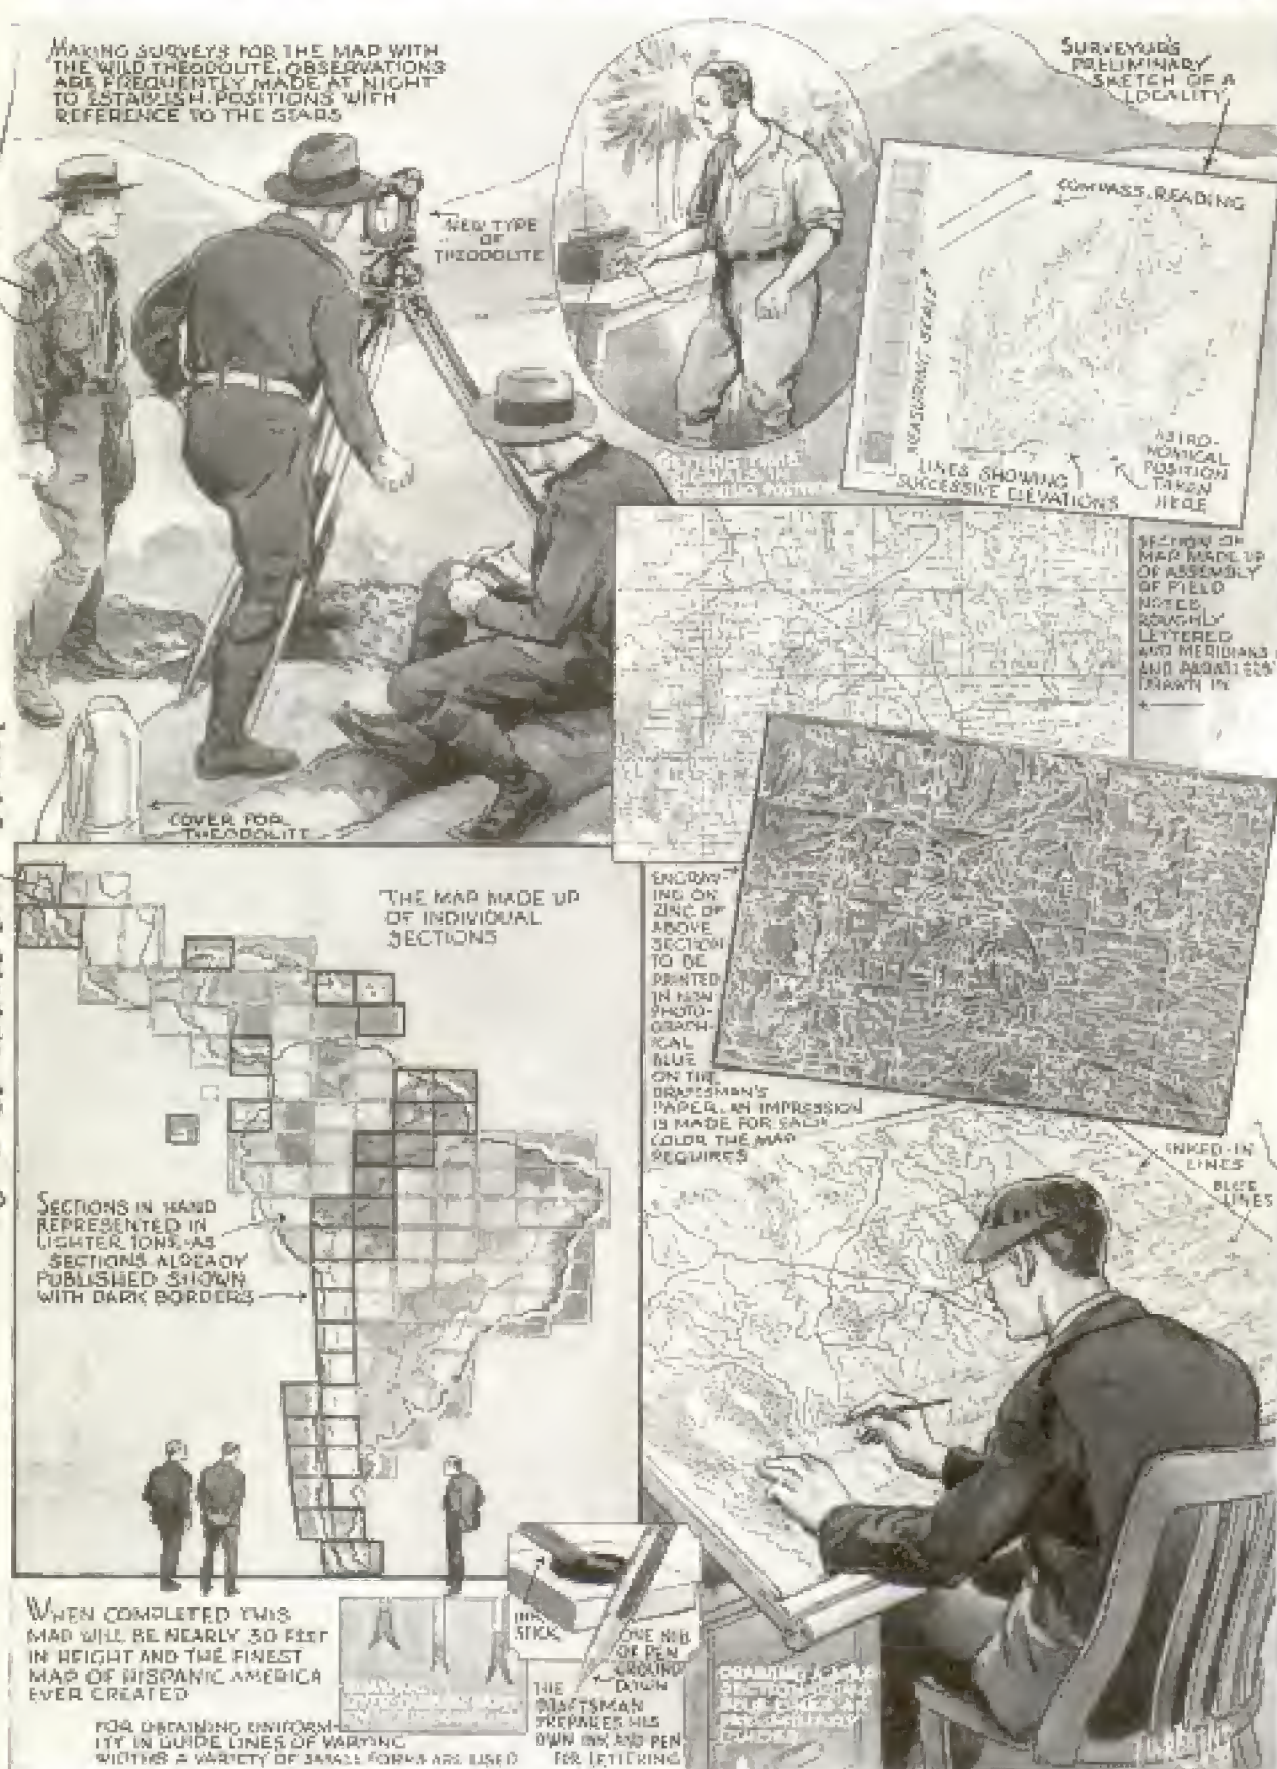 MAKING SURVEYS FOR THE MAP WITH
THE WILD THEODOLITE. OBSERVATIONS
ARE FREQUENTLY MADE AT NIGHT
TO ESTABLISH POSITIONS WITH
REFERENCE TO THE STARS
NEW TYPE
OF
THEODOLITE
SURVEYOR'S
PRELIMINARY
SKETCH OF A
LOCALITY
COMPASS READING
MEASURING SCALE
LINES SHOWING
SUCCESSIVE ELEVATIONS
ASTRO-
NOMICAL
POSITION
TAKEN
HERE
SECTION OF
MAP MADE UP
OF ASSEMBLY
OF FIELD
NOTES,
ROUGHLY
LETTERED
AND MERIDIANS
AND PARALLELS
DRAWN IN
COVER FOR
THEODOLITE
THE MAP MADE UP
OF INDIVIDUAL
SECTIONS
ENGRAV-
ING ON
ZINC OF
ABOVE
SECTION
TO BE
PRINTED
IN NON-
PHOTO-
GRAPH-
ICAL
BLUE
ON THE
DRAFTSMAN'S
PAPER. AN IMPRESSION
IS MADE FOR EACH
COLOR THE MAP
REQUIRES
SECTIONS IN HAND
REPRESENTED IN
LIGHTER TONE AS
SECTIONS ALREADY
PUBLISHED SHOWN
WITH DARK BORDERS
INKED-IN
LINES
BLUE
LINES
WHEN COMPLETED THIS
MAP WILL BE NEARLY 30 FEET
IN HEIGHT AND THE FINEST
MAP OF HISPANIC AMERICA
EVER CREATED
FOR OBTAINING UNIFORM-
ITY IN GUIDE LINES OF VARYING
WIDTHS A VARIETY OF SMALL FORKS ARE USED
INK
STICK
ONE NIB
OF PEN
GROUND
DOWN
THE
DRAFTSMAN
PREPARES HIS
OWN INK AND PEN
FOR LETTERING